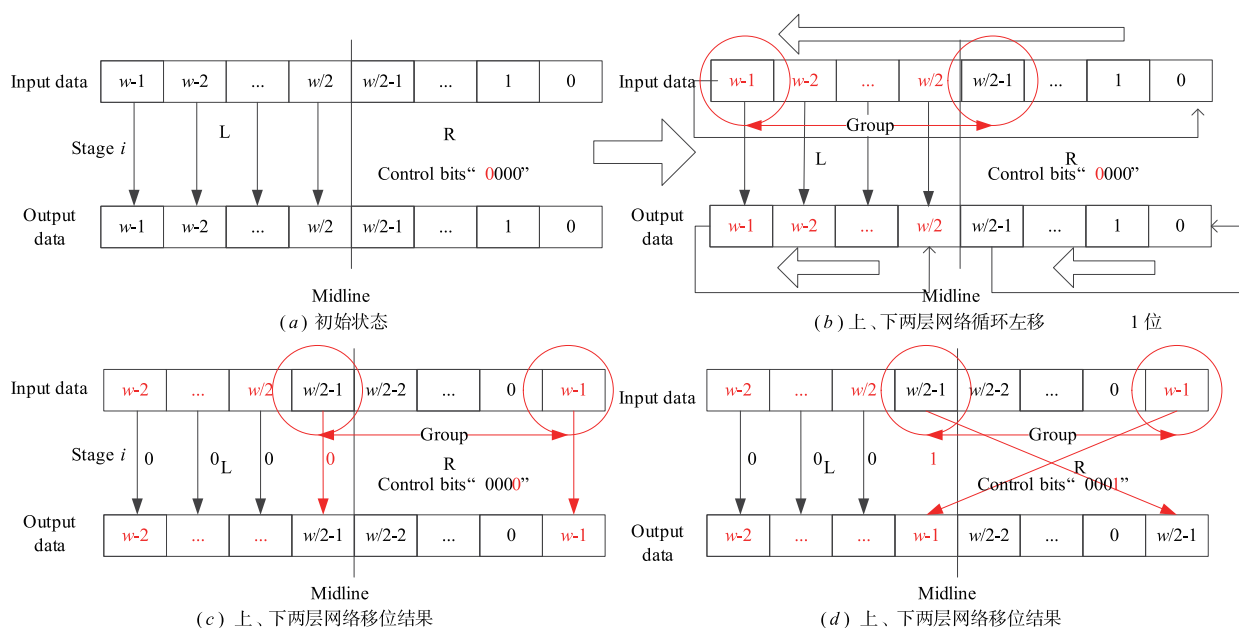 Input data w-1 w-2 ... w/2 w/2-1 ... 1 0
L R
Stage i
Control bits“ 0000”
Output data w-1 w-2 ... w/2 w/2-1 ... 1 0
Midline
(a) 初始状态
Input data w-1 w-2 ... w/2 w/2-1 ... 1 0
Group
L R
Control bits“ 0000”
Output data w-1 w-2 ... w/2 w/2-1 ... 1 0
Midline
(b) 上、下两层网络循环左移 1 位
Input data w-2 ... w/2 w/2-1 w/2-2 ... 0 w-1
Group
Stage i 0 0 0 0
L R
Control bits“ 0000”
Output data w-2 ... ... w/2-1 w/2-2 ... 0 w-1
Midline
(c) 上、下两层网络移位结果
Input data w-2 ... w/2 w/2-1 w/2-2 ... 0 w-1
Group
0 0 0 1
L R
Control bits“ 0001”
Output data w-2 ... ... w-1 w/2-2 ... 0 w/2-1
Midline
(d) 上、下两层网络移位结果